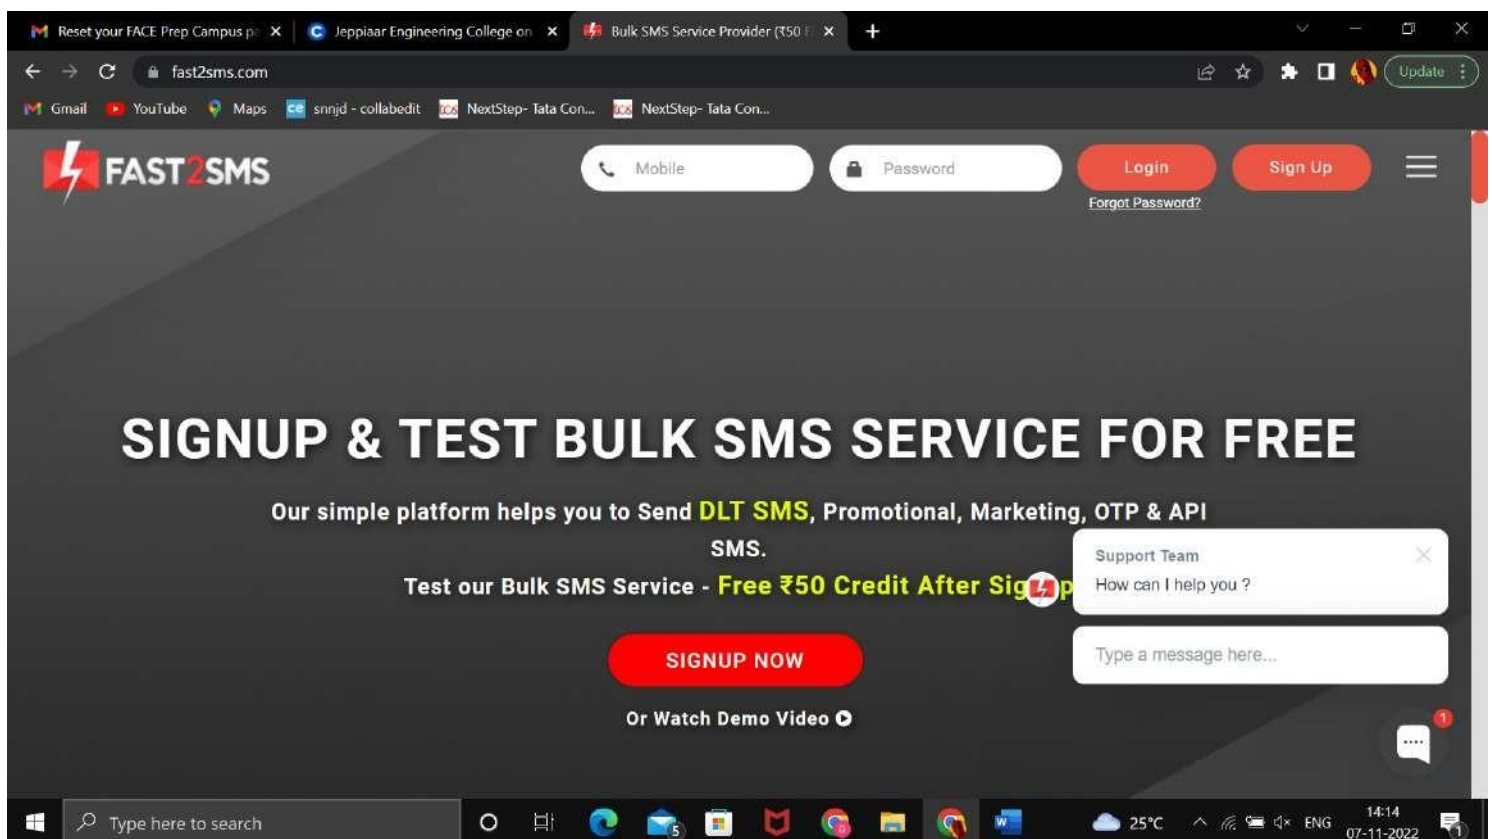 Reset your FACE Prep Campus p
Jeppiaar Engineering College on
Bulk SMS Service Provider (₹50 F
fast2sms.com
Update
Gmail
YouTube
Maps
ce
snnjd - collabedit
NextStep- Tata Con...
NextStep- Tata Con...
FAST2SMS
Mobile
Password
Login
Sign Up
Forgot Password?
SIGNUP & TEST BULK SMS SERVICE FOR FREE
Our simple platform helps you to Send DLT SMS, Promotional, Marketing, OTP & API
SMS.
Test our Bulk SMS Service - Free ₹50 Credit After Sig p
Support Team
How can I help you ?
SIGNUP NOW
Type a message here...
Or Watch Demo Video
1
Type here to search
5
W
25°C
ENG
14:14
07-11-2022
1